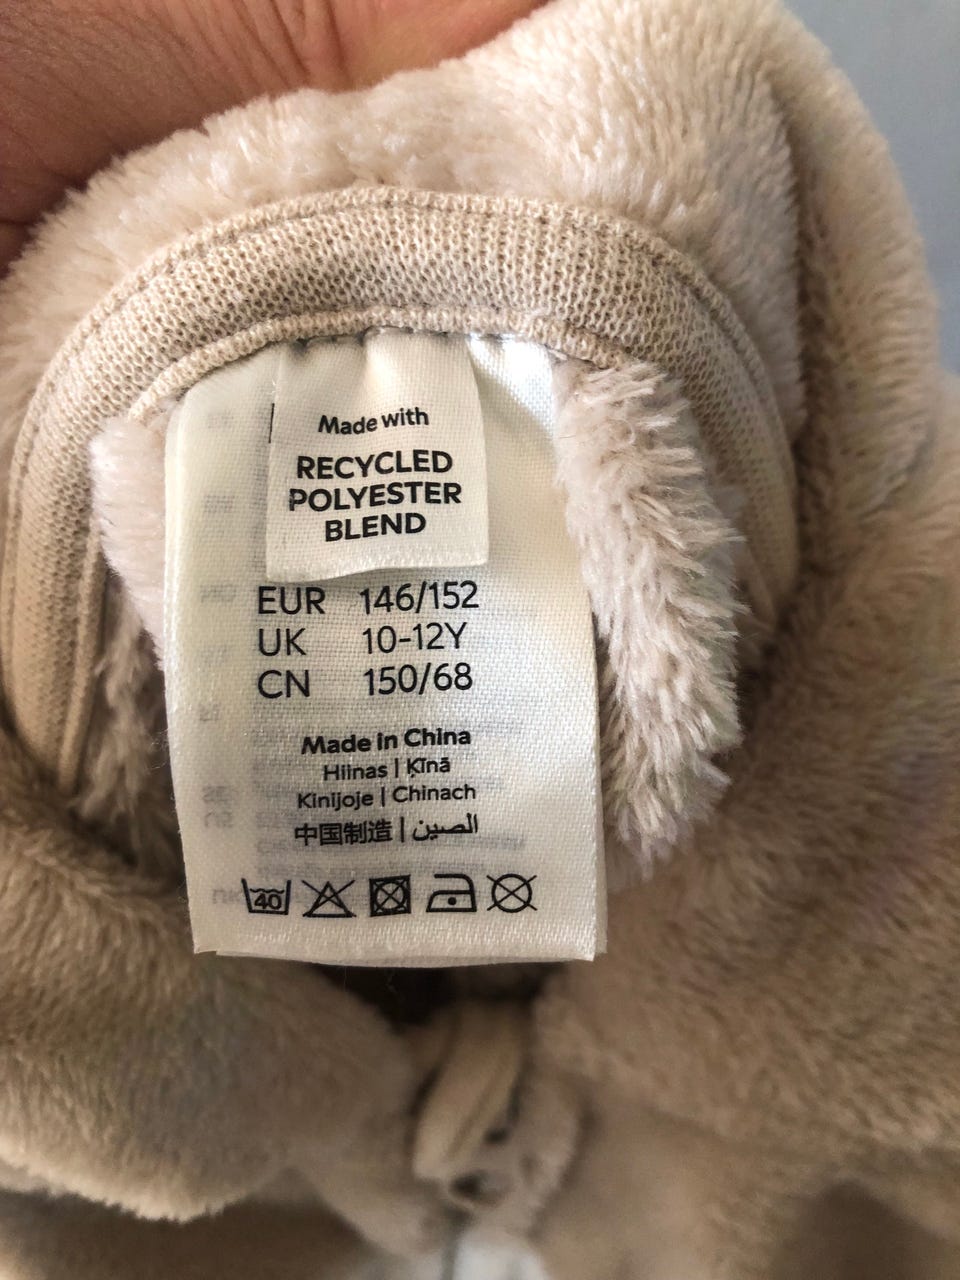 Made with
RECYCLED
POLYESTER
BLEND
EUR 146/152
UK 10-12Y
CN 150/68
Made in China
Hiinas | Ķīnā
Kinijoje | Chinach
中国制造 | الصين
40